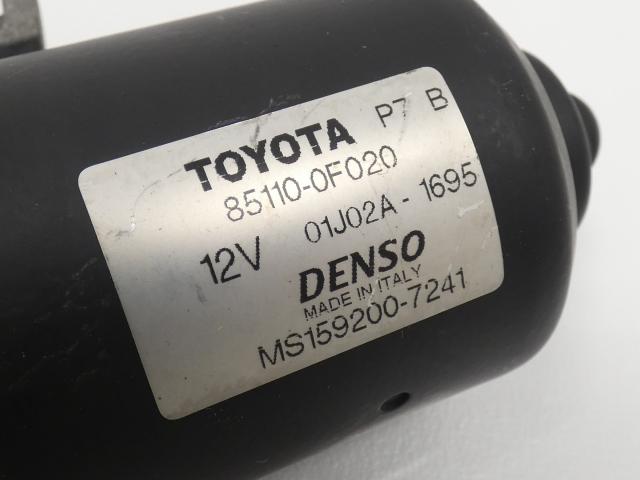 TOYOTA P7 B
85110-0F020
12V 01J02A-1695
DENSO
MADE IN ITALY
MS159200-7241